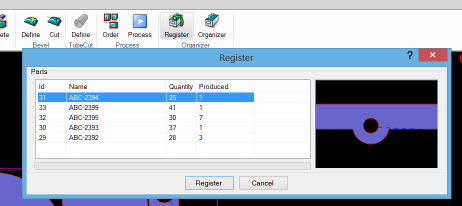 ete Define Cut Define Order Process Register Organizer
Bevel TubeCut Process Organizer
Register
? ×
Parts
Id Name Quantity Produced
31 ABC-2394 25 1
33 ABC-2399 41 1
32 ABC-2395 30 7
30 ABC-2393 37 1
29 ABC-2392 28 3
Register Cancel